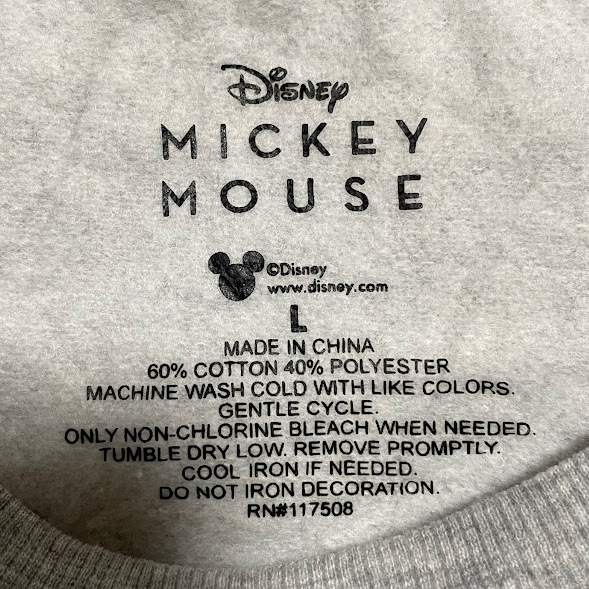 Disney
MICKEY
MOUSE
©Disney
www.disney.com
L
MADE IN CHINA
60% COTTON 40% POLYESTER
MACHINE WASH COLD WITH LIKE COLORS.
GENTLE CYCLE.
ONLY NON-CHLORINE BLEACH WHEN NEEDED.
TUMBLE DRY LOW. REMOVE PROMPTLY.
COOL IRON IF NEEDED.
DO NOT IRON DECORATION.
RN#117508